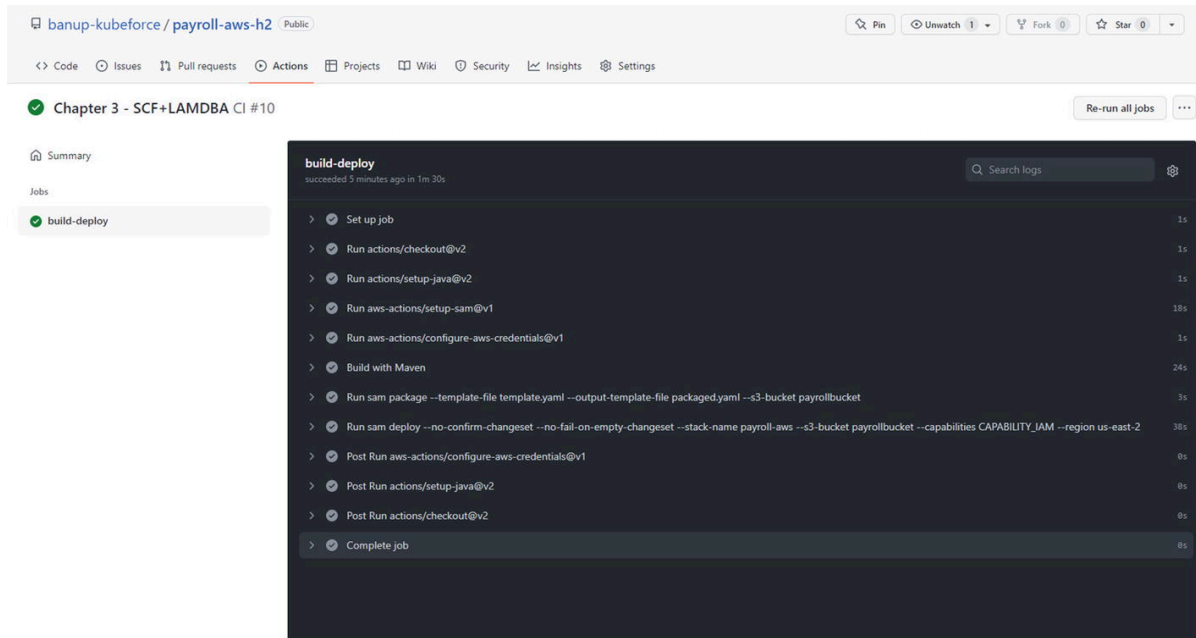 banup-kubeforce / payroll-aws-h2 Public Pin Unwatch 1 Fork 0 Star 0
Code Issues Pull requests Actions Projects Wiki Security Insights Settings
Chapter 3 - SCF+LAMDBA CI #10 Re-run all jobs ...
Summary
Jobs
build-deploy
build-deploy
succeeded 5 minutes ago in 1m 30s
Search logs
Set up job 1s
Run actions/checkout@v2 1s
Run actions/setup-java@v2 1s
Run aws-actions/setup-sam@v1 18s
Run aws-actions/configure-aws-credentials@v1 1s
Build with Maven 24s
Run sam package --template-file template.yaml --output-template-file packaged.yaml --s3-bucket payrollbucket 3s
Run sam deploy --no-confirm-changeset --no-fail-on-empty-changeset --stack-name payroll-aws --s3-bucket payrollbucket --capabilities CAPABILITY_IAM --region us-east-2 38s
Post Run aws-actions/configure-aws-credentials@v1 0s
Post Run actions/setup-java@v2 0s
Post Run actions/checkout@v2 0s
Complete job 0s